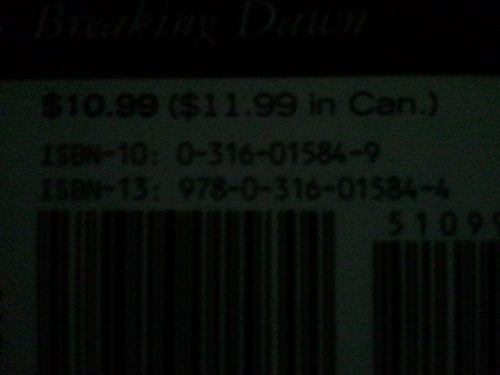 Breaking Dawn
$10.99 ($11.99 in Can.)
ISBN-10: 0-316-01584-9
ISBN-13: 978-0-316-01584-4
5109